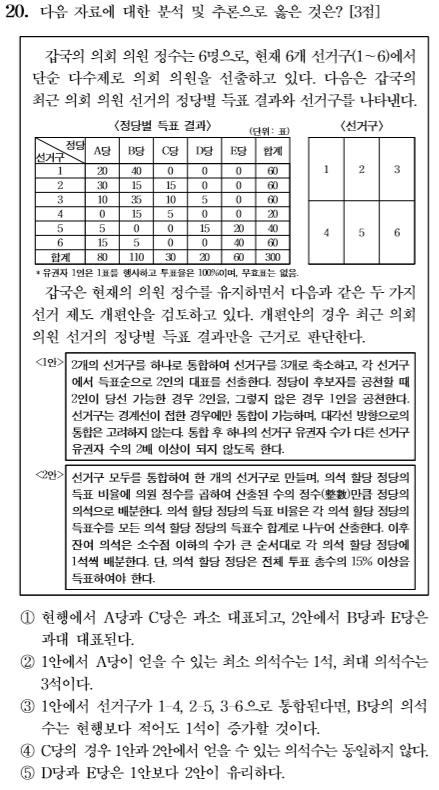 20. 다음 자료에 대한 분석 및 추론으로 옳은 것은? [3점]
갑국의 의회 의원 정수는 6명으로, 현재 6개 선거구(1~6)에서
단순 다수제로 의회 의원을 선출하고 있다. 다음은 갑국의
최근 의회 의원 선거의 정당별 득표 결과와 선거구를 나타낸다.
〈정당별 득표 결과〉 (단위: 표)
정당 선거구 A당 B당 C당 D당 E당 합계
1 20 40 0 0 0 60
2 30 15 15 0 0 60
3 10 35 10 5 0 60
4 0 15 5 0 0 20
5 5 0 0 15 20 40
6 15 5 0 0 40 60
합계 80 110 30 20 60 300
〈선거구〉
1 2 3
4 5 6
* 유권자 1인은 1표를 행사하고 투표율은 100%이며, 무효표는 없음.
갑국은 현재의 의원 정수를 유지하면서 다음과 같은 두 가지
선거 제도 개편안을 검토하고 있다. 개편안의 경우 최근 의회
의원 선거의 정당별 득표 결과만을 근거로 판단한다.
〈1안〉 2개의 선거구를 하나로 통합하여 선거구를 3개로 축소하고, 각 선거구
에서 득표순으로 2인의 대표를 선출한다. 정당이 후보자를 공천할 때
2인이 당선 가능한 경우 2인을, 그렇지 않은 경우 1인을 공천한다.
선거구는 경계선이 접한 경우에만 통합이 가능하며, 대각선 방향으로의
통합은 고려하지 않는다. 통합 후 하나의 선거구 유권자 수가 다른 선거구
유권자 수의 2배 이상이 되지 않도록 한다.
〈2안〉 선거구 모두를 통합하여 한 개의 선거구로 만들며, 의석 할당 정당의
득표 비율에 의원 정수를 곱하여 산출된 수의 정수(整數)만큼 정당의
의석으로 배분한다. 의석 할당 정당의 득표 비율은 각 의석 할당 정당의
득표수를 모든 의석 할당 정당의 득표수 합계로 나누어 산출한다. 이후
잔여 의석은 소수점 이하의 수가 큰 순서대로 각 의석 할당 정당에
1석씩 배분한다. 단, 의석 할당 정당은 전체 투표 총수의 15% 이상을
득표하여야 한다.
① 현행에서 A당과 C당은 과소 대표되고, 2안에서 B당과 E당은
과대 대표된다.
② 1안에서 A당이 얻을 수 있는 최소 의석수는 1석, 최대 의석수는
3석이다.
③ 1안에서 선거구가 1-4, 2-5, 3-6으로 통합된다면, B당의 의석
수는 현행보다 적어도 1석이 증가할 것이다.
④ C당의 경우 1안과 2안에서 얻을 수 있는 의석수는 동일하지 않다.
⑤ D당과 E당은 1안보다 2안이 유리하다.